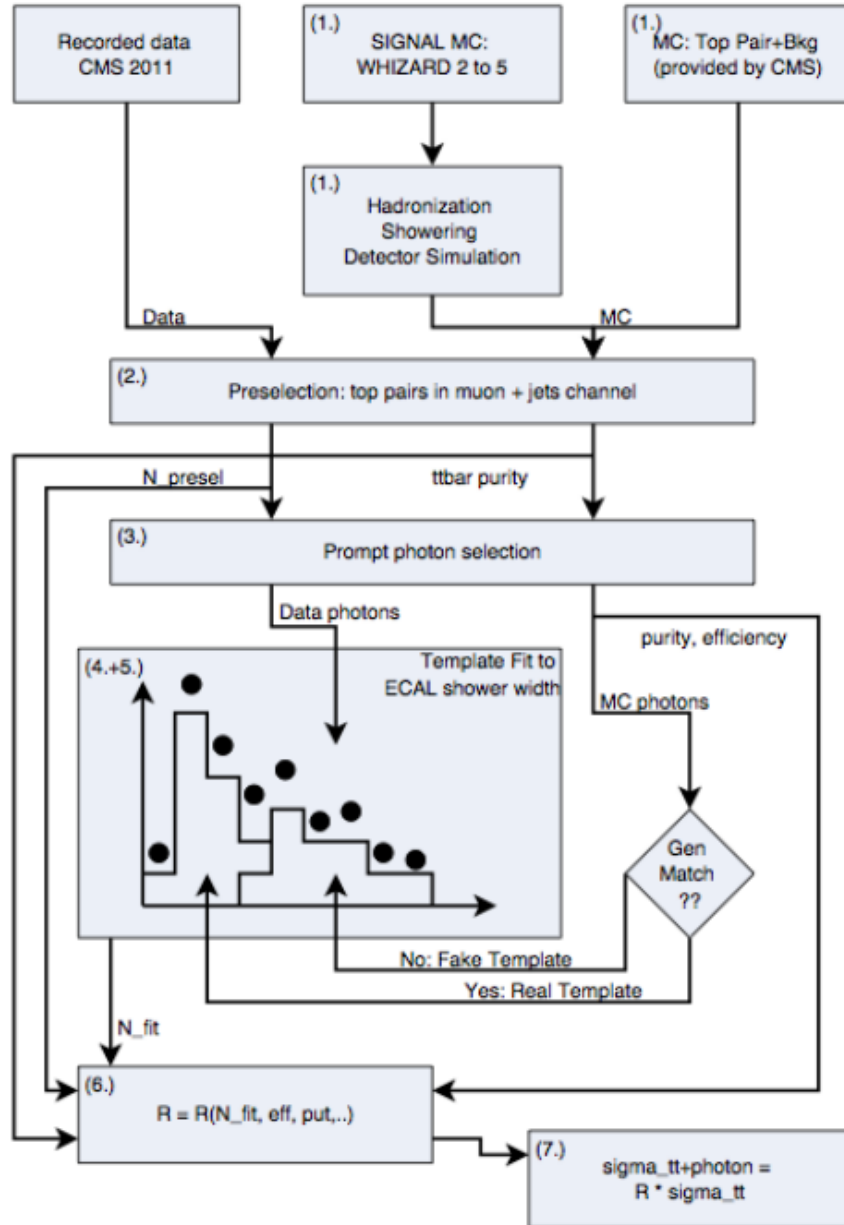 Recorded data
CMS 2011
(1.)
SIGNAL MC:
WHIZARD 2 to 5
(1.)
MC: Top Pair+Bkg
(provided by CMS)
(1.)
Hadronization
Showering
Detector Simulation
Data
MC
(2.)
Preselection: top pairs in muon + jets channel
N_presel
ttbar purity
(3.)
Prompt photon selection
Data photons
purity, efficiency
(4.+5.)
Template Fit to
ECAL shower width
MC photons
Gen
Match
??
No: Fake Template
Yes: Real Template
N_fit
(6.)
R = R(N_fit, eff, put,..)
(7.)
sigma_tt+photon =
R * sigma_tt